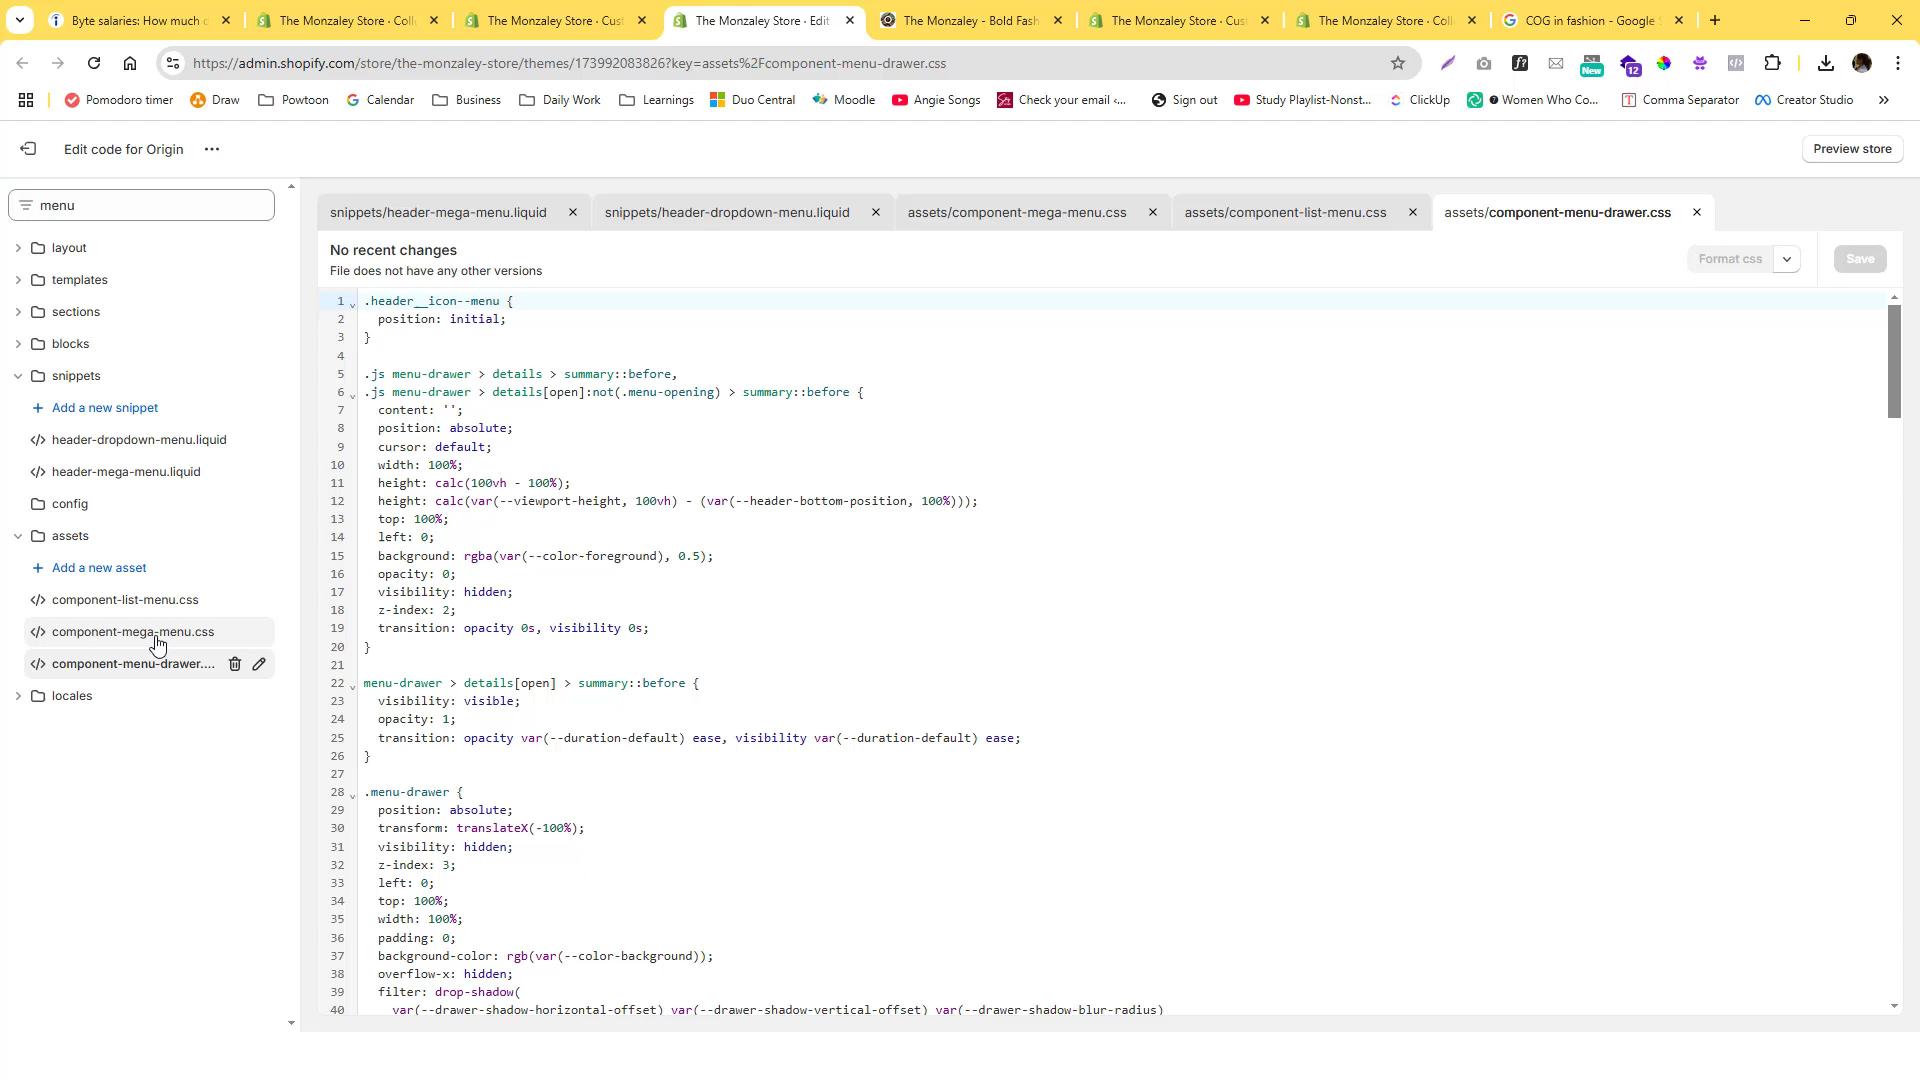 Byte salaries: How much
The Monzaley Store · Coll
The Monzaley Store · Cust
The Monzaley Store · Edit
The Monzaley - Bold Fash
The Monzaley Store · Cust
The Monzaley Store · Coll
COG in fashion - Google
https://admin.shopify.com/store/the-monzaley-store/themes/173992083826?key=assets%2Fcomponent-menu-drawer.css
f?
New
12
Pomodoro timer
Draw
Powtoon
Calendar
Business
Daily Work
Learnings
Duo Central
Moodle
Angie Songs
Check your email <...
Sign out
Study Playlist-Nonst...
ClickUp
Women Who Co...
Comma Separator
Creator Studio
»
Edit code for Origin
Preview store
menu
layout
templates
sections
blocks
snippets
Add a new snippet
header-dropdown-menu.liquid
header-mega-menu.liquid
config
assets
Add a new asset
component-list-menu.css
component-mega-menu.css
component-menu-drawer....
locales
snippets/header-mega-menu.liquid
snippets/header-dropdown-menu.liquid
assets/component-mega-menu.css
assets/component-list-menu.css
assets/component-menu-drawer.css
No recent changes
File does not have any other versions
Format css
Save
1 .header__icon--menu {
2 position: initial;
3 }
4
5 .js menu-drawer > details > summary::before,
6 .js menu-drawer > details[open]:not(.menu-opening) > summary::before {
7 content: '';
8 position: absolute;
9 cursor: default;
10 width: 100%;
11 height: calc(100vh - 100%);
12 height: calc(var(--viewport-height, 100vh) - (var(--header-bottom-position, 100%)));
13 top: 100%;
14 left: 0;
15 background: rgba(var(--color-foreground), 0.5);
16 opacity: 0;
17 visibility: hidden;
18 z-index: 2;
19 transition: opacity 0s, visibility 0s;
20 }
21
22 menu-drawer > details[open] > summary::before {
23 visibility: visible;
24 opacity: 1;
25 transition: opacity var(--duration-default) ease, visibility var(--duration-default) ease;
26 }
27
28 .menu-drawer {
29 position: absolute;
30 transform: translateX(-100%);
31 visibility: hidden;
32 z-index: 3;
33 left: 0;
34 top: 100%;
35 width: 100%;
36 padding: 0;
37 background-color: rgb(var(--color-background));
38 overflow-x: hidden;
39 filter: drop-shadow(
40 var(--drawer-shadow-horizontal-offset) var(--drawer-shadow-vertical-offset) var(--drawer-shadow-blur-radius)